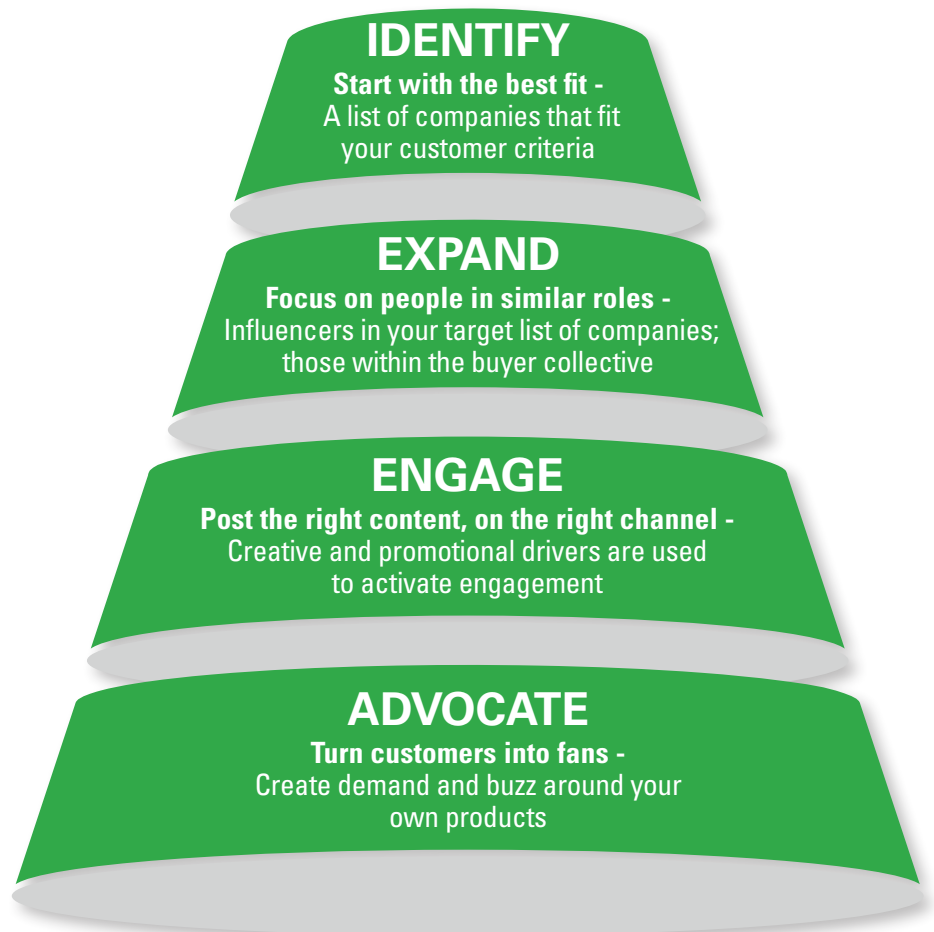 IDENTIFY
Start with the best fit -
A list of companies that fit
your customer criteria
EXPAND
Focus on people in similar roles -
Influencers in your target list of companies;
those within the buyer collective
ENGAGE
Post the right content, on the right channel -
Creative and promotional drivers are used
to activate engagement
ADVOCATE
Turn customers into fans -
Create demand and buzz around your
own products